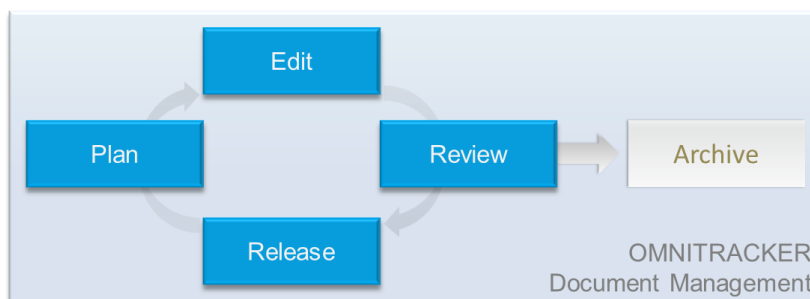 Edit
Plan
Review
Archive
Release
OMNITRACKER
Document Management